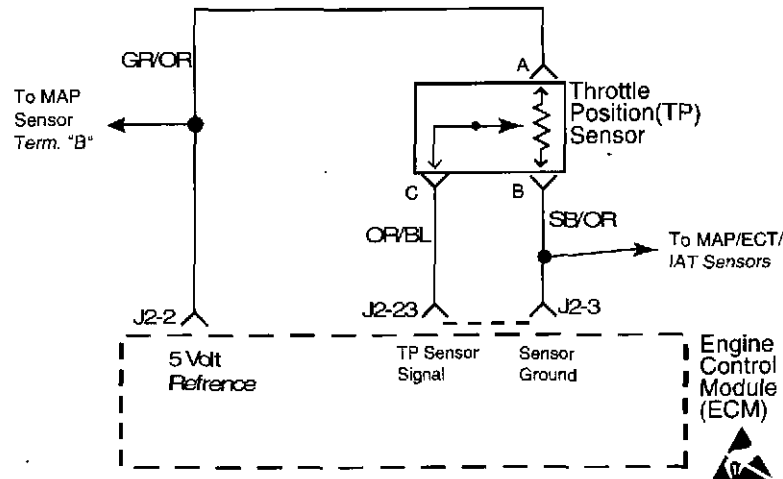 GR/OR
A
To MAP
Sensor
Term. "B"
Throttle
Position(TP)
Sensor
C
B
OR/BL
SB/OR
To MAP/ECT/
IAT Sensors
J2-2
J2-23
J2-3
5 Volt
Refrence
TP Sensor
Signal
Sensor
Ground
Engine
Control
Module
(ECM)